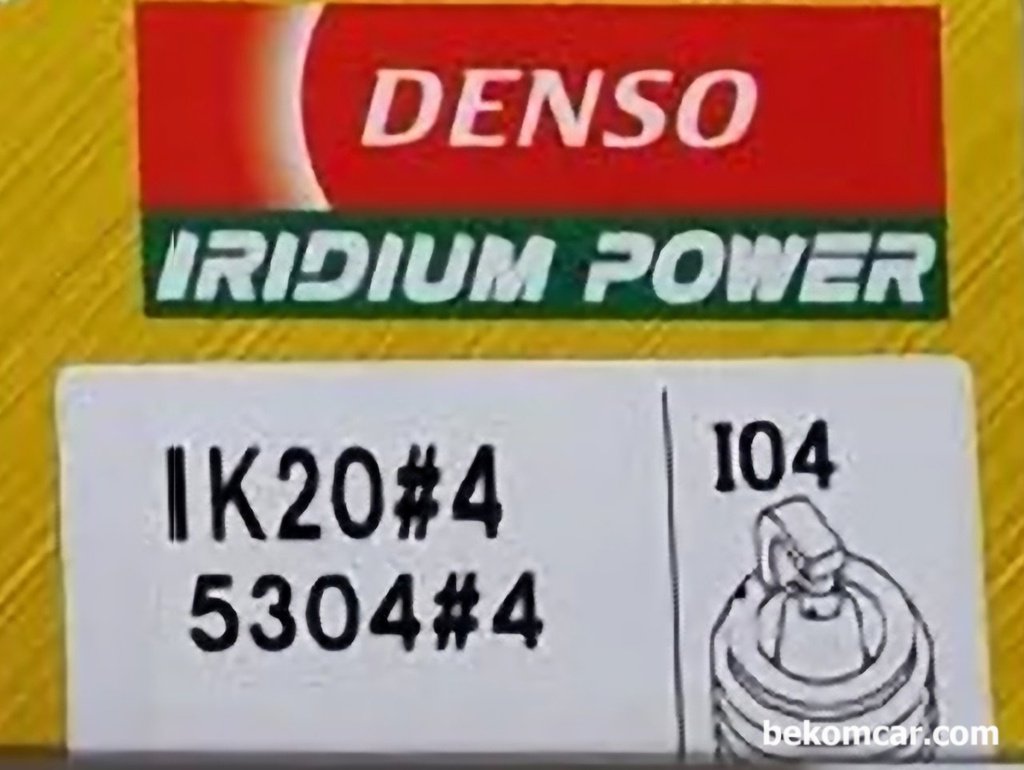 DENSO
IRIDIUM POWER
IK20#4
5304#4
I04
bekomcar.com